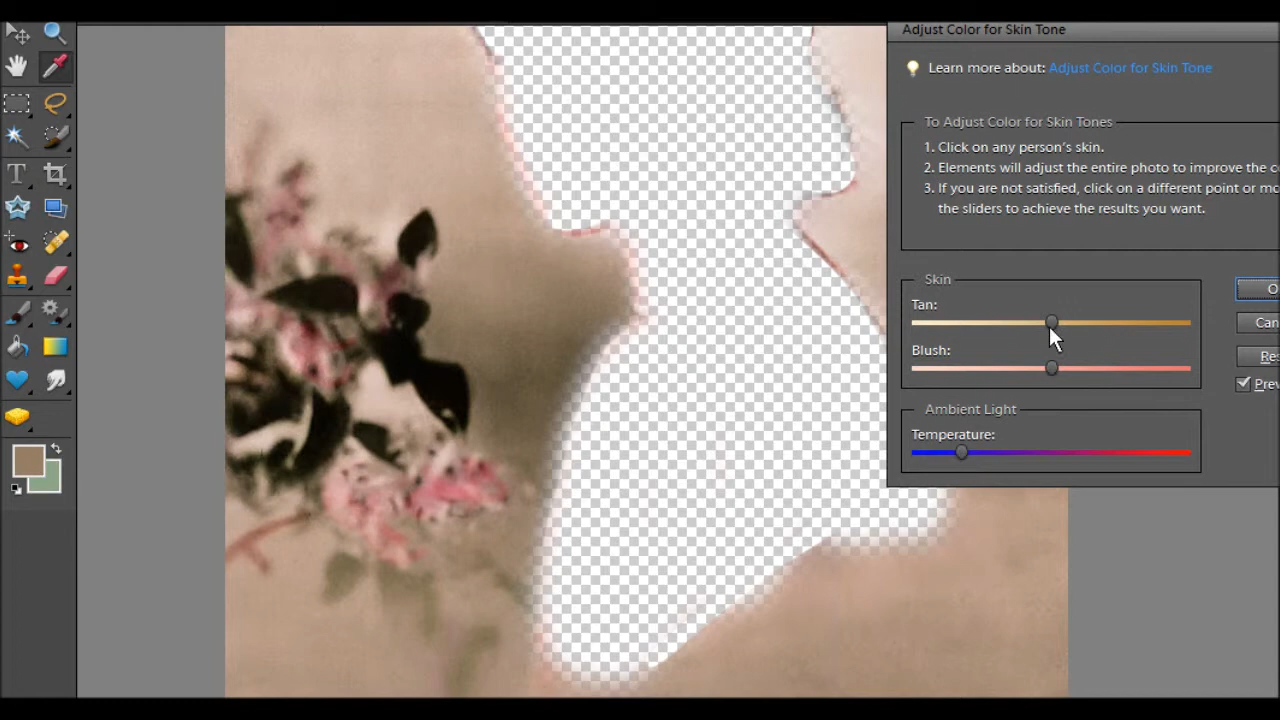 Adjust Color for Skin Tone
Learn more about: Adjust Color for Skin Tone
To Adjust Color for Skin Tones
1. Click on any person's skin.
2. Elements will adjust the entire photo to improve the
3. If you are not satisfied, click on a different point or
the sliders to achieve the results you want.
Skin
Tan:
Blush:
Ambient Light
Temperature:
T